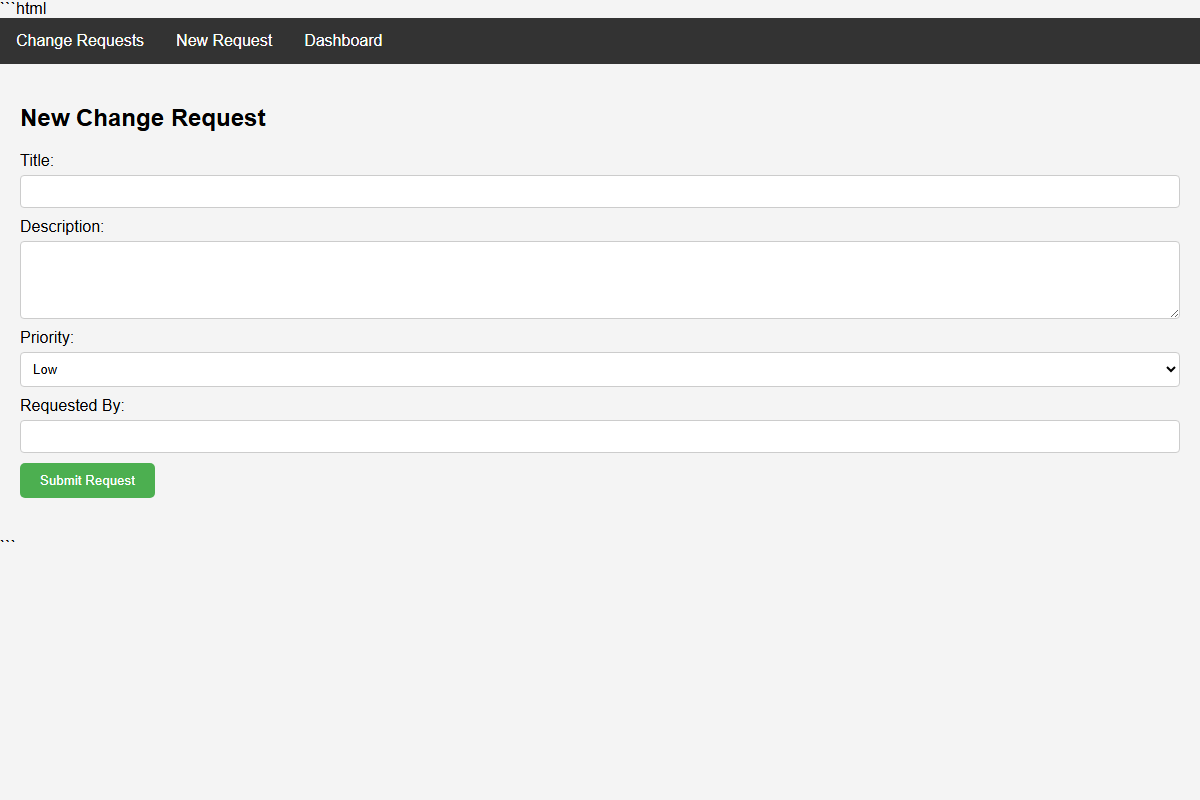 ```html
Change Requests New Request Dashboard
New Change Request
Title:
Description:
Priority:
Low
Requested By:
Submit Request
```